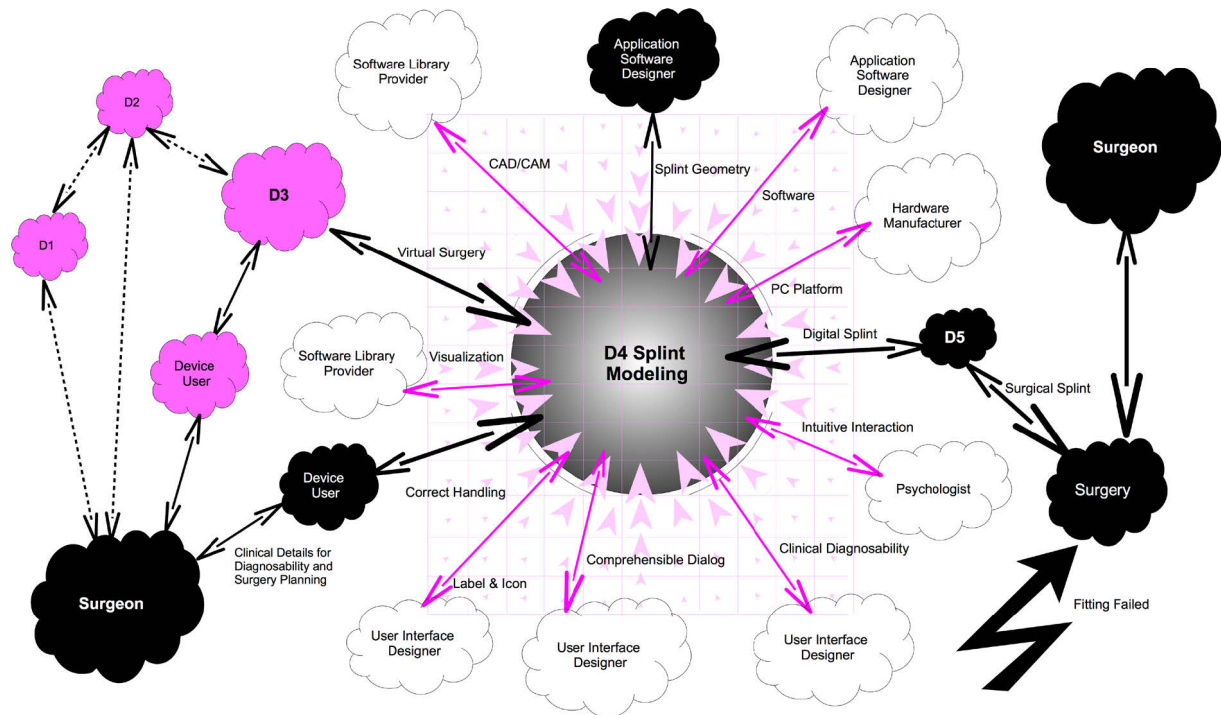 Software Library
Provider
Application
Software
Designer
Application
Software
Designer
D2
Surgeon
CAD/CAM
Splint Geometry
Software
D3
Hardware
Manufacturer
D1
Virtual Surgery
PC Platform
Digital Splint
D5
D4 Splint
Modeling
Software Library
Provider
Visualization
Device
User
Surgical Splint
Intuitive Interaction
Device
User
Correct Handling
Psychologist
Surgery
Clinical Details for
Diagnosability and
Surgery Planning
Comprehensible Dialog
Clinical Diagnosability
Surgeon
Label & Icon
Fitting Failed
User Interface
Designer
User Interface
Designer
User Interface
Designer